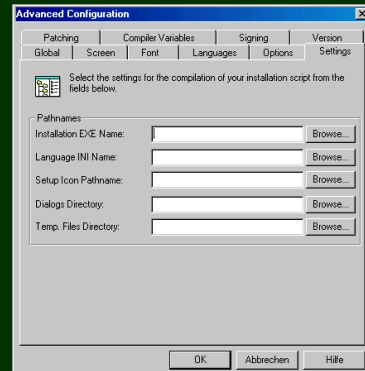 Advanced Configuration
Patching
Compiler Variables
Signing
Version
Global
Screen
Font
Languages
Options
Settings
Select the settings for the compilation of your installation script from the
fields below.
Pathnames
Installation EXE Name:
Browse...
Language INI Name:
Browse...
Setup Icon Pathname:
Browse...
Dialogs Directory:
Browse...
Temp. Files Directory:
Browse...
OK
Abbrechen
Hilfe